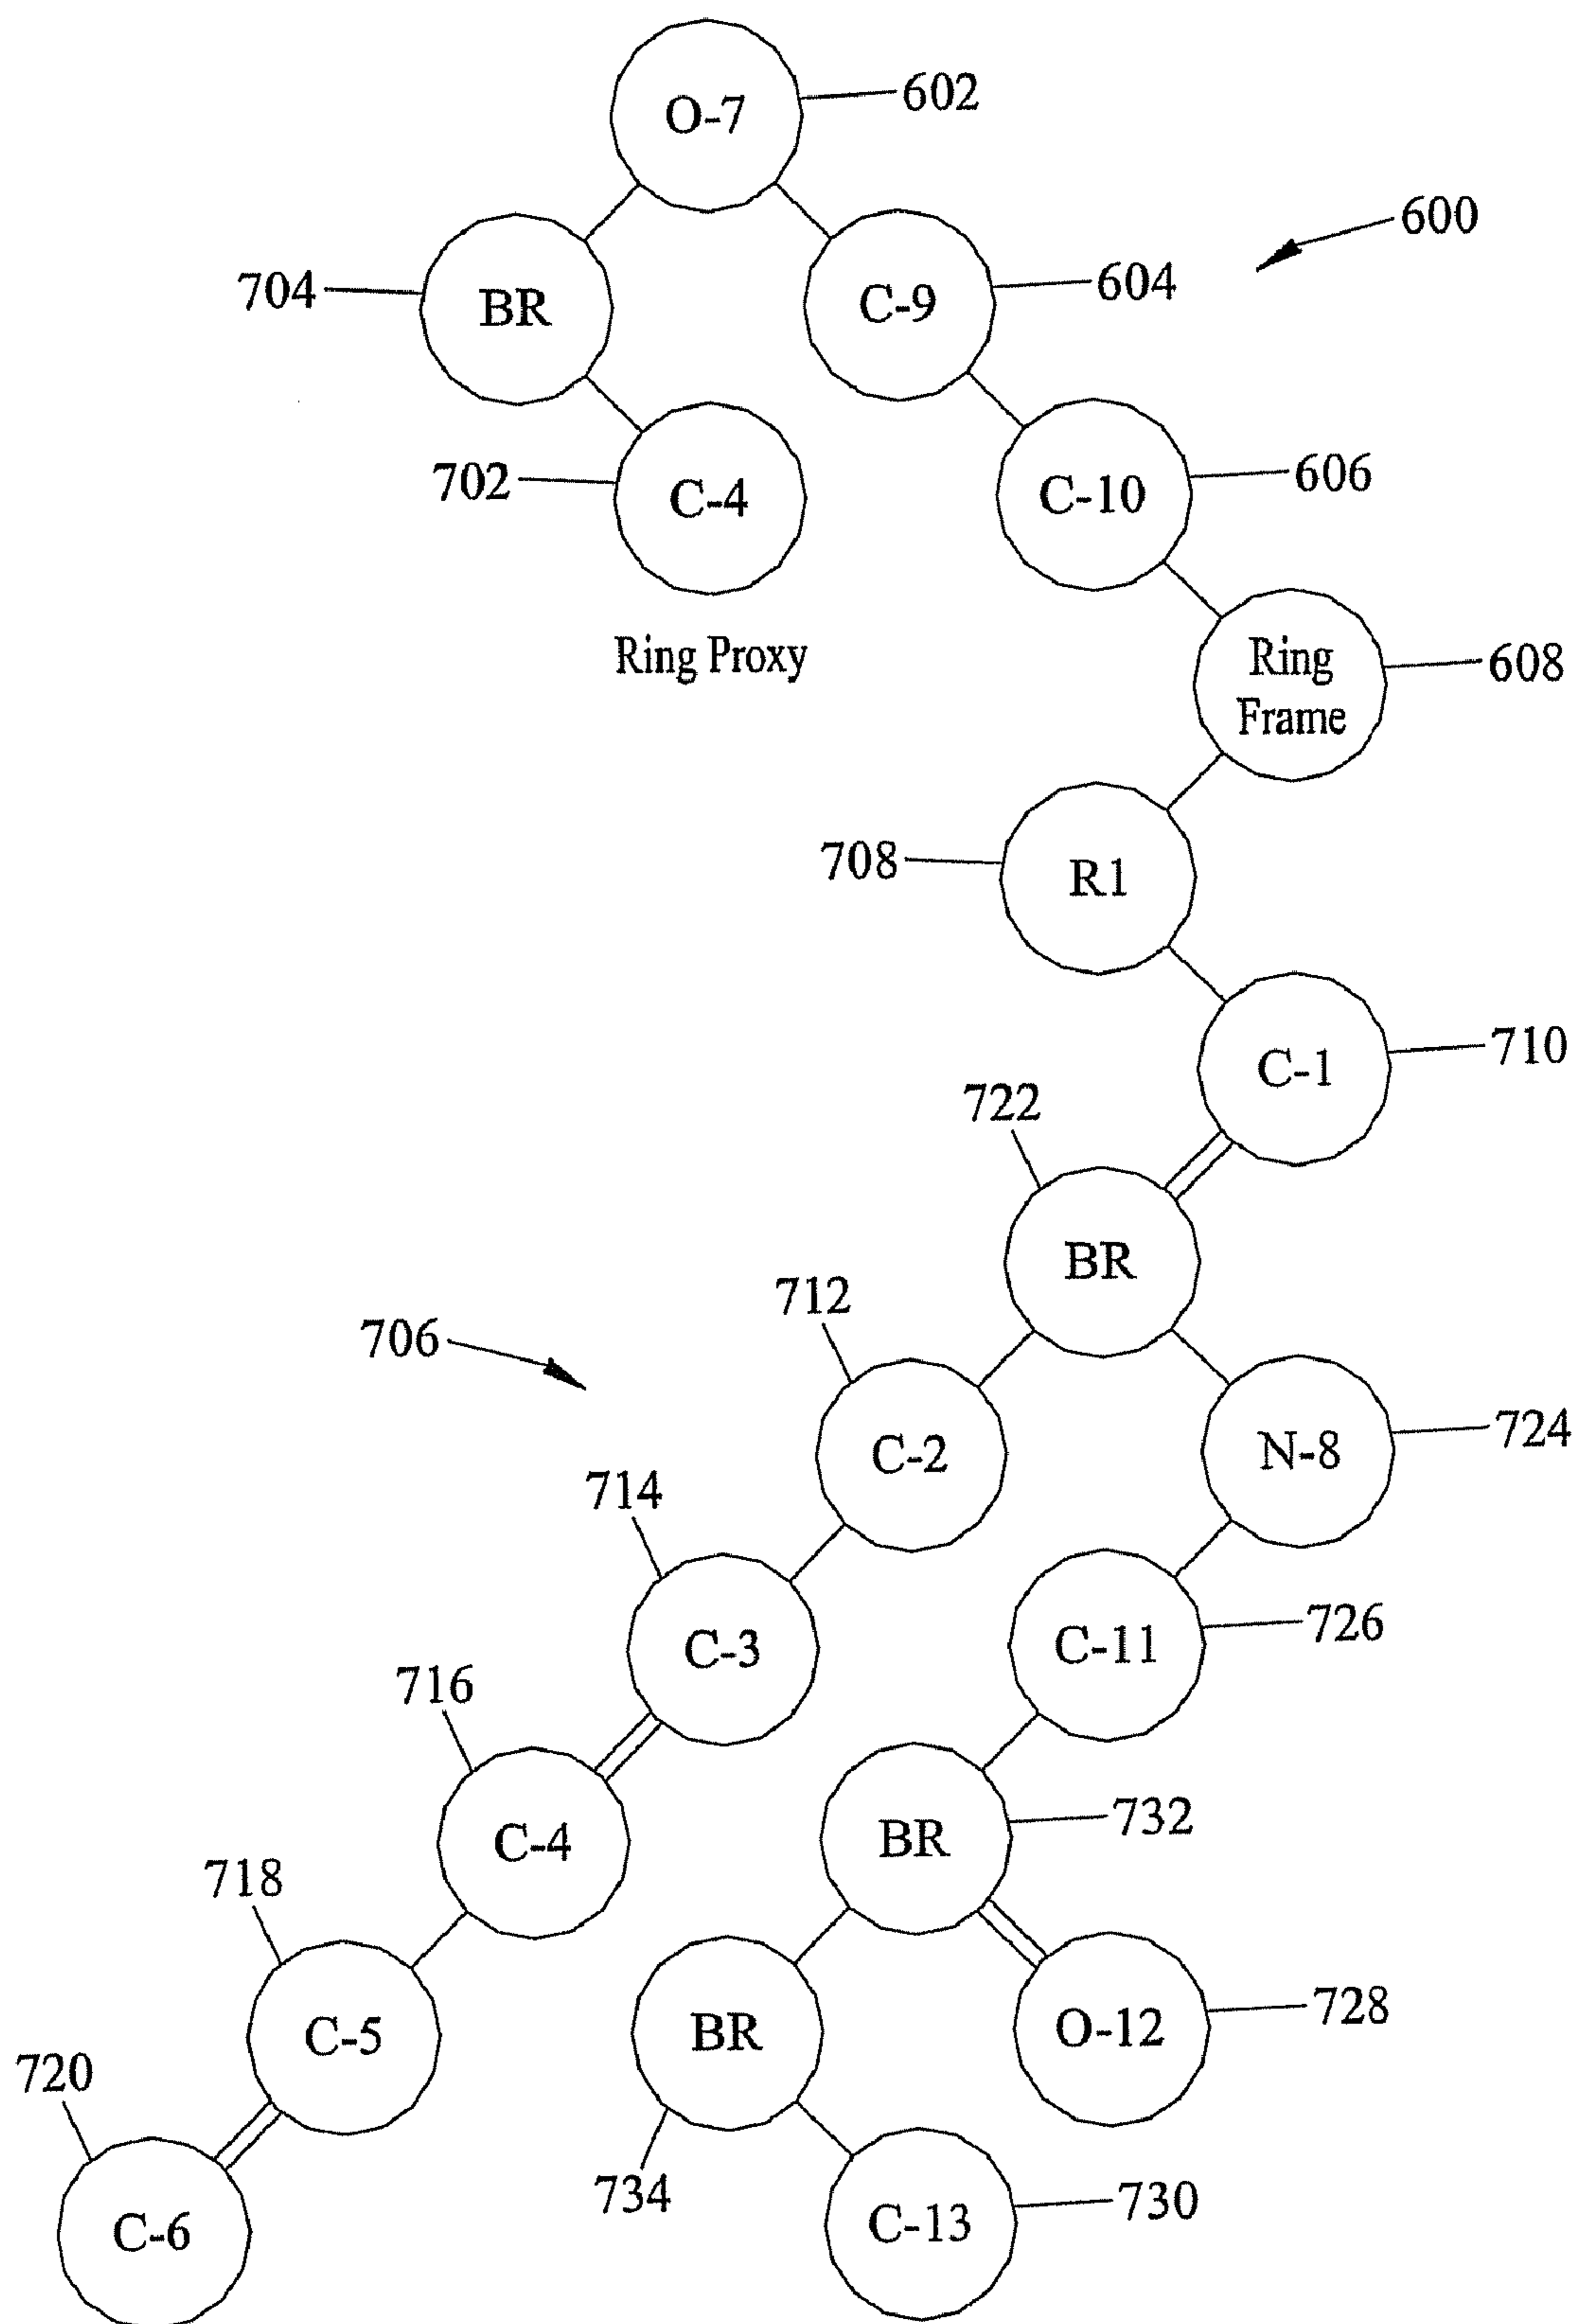 O-7
602
600
704
BR
C-9
604
702
C-4
C-10
606
Ring Proxy
Ring
Frame
608
708
R1
C-1
710
722
BR
706
712
C-2
N-8
724
714
C-3
C-11
726
716
C-4
BR
732
718
C-5
BR
O-12
728
720
C-6
734
C-13
730